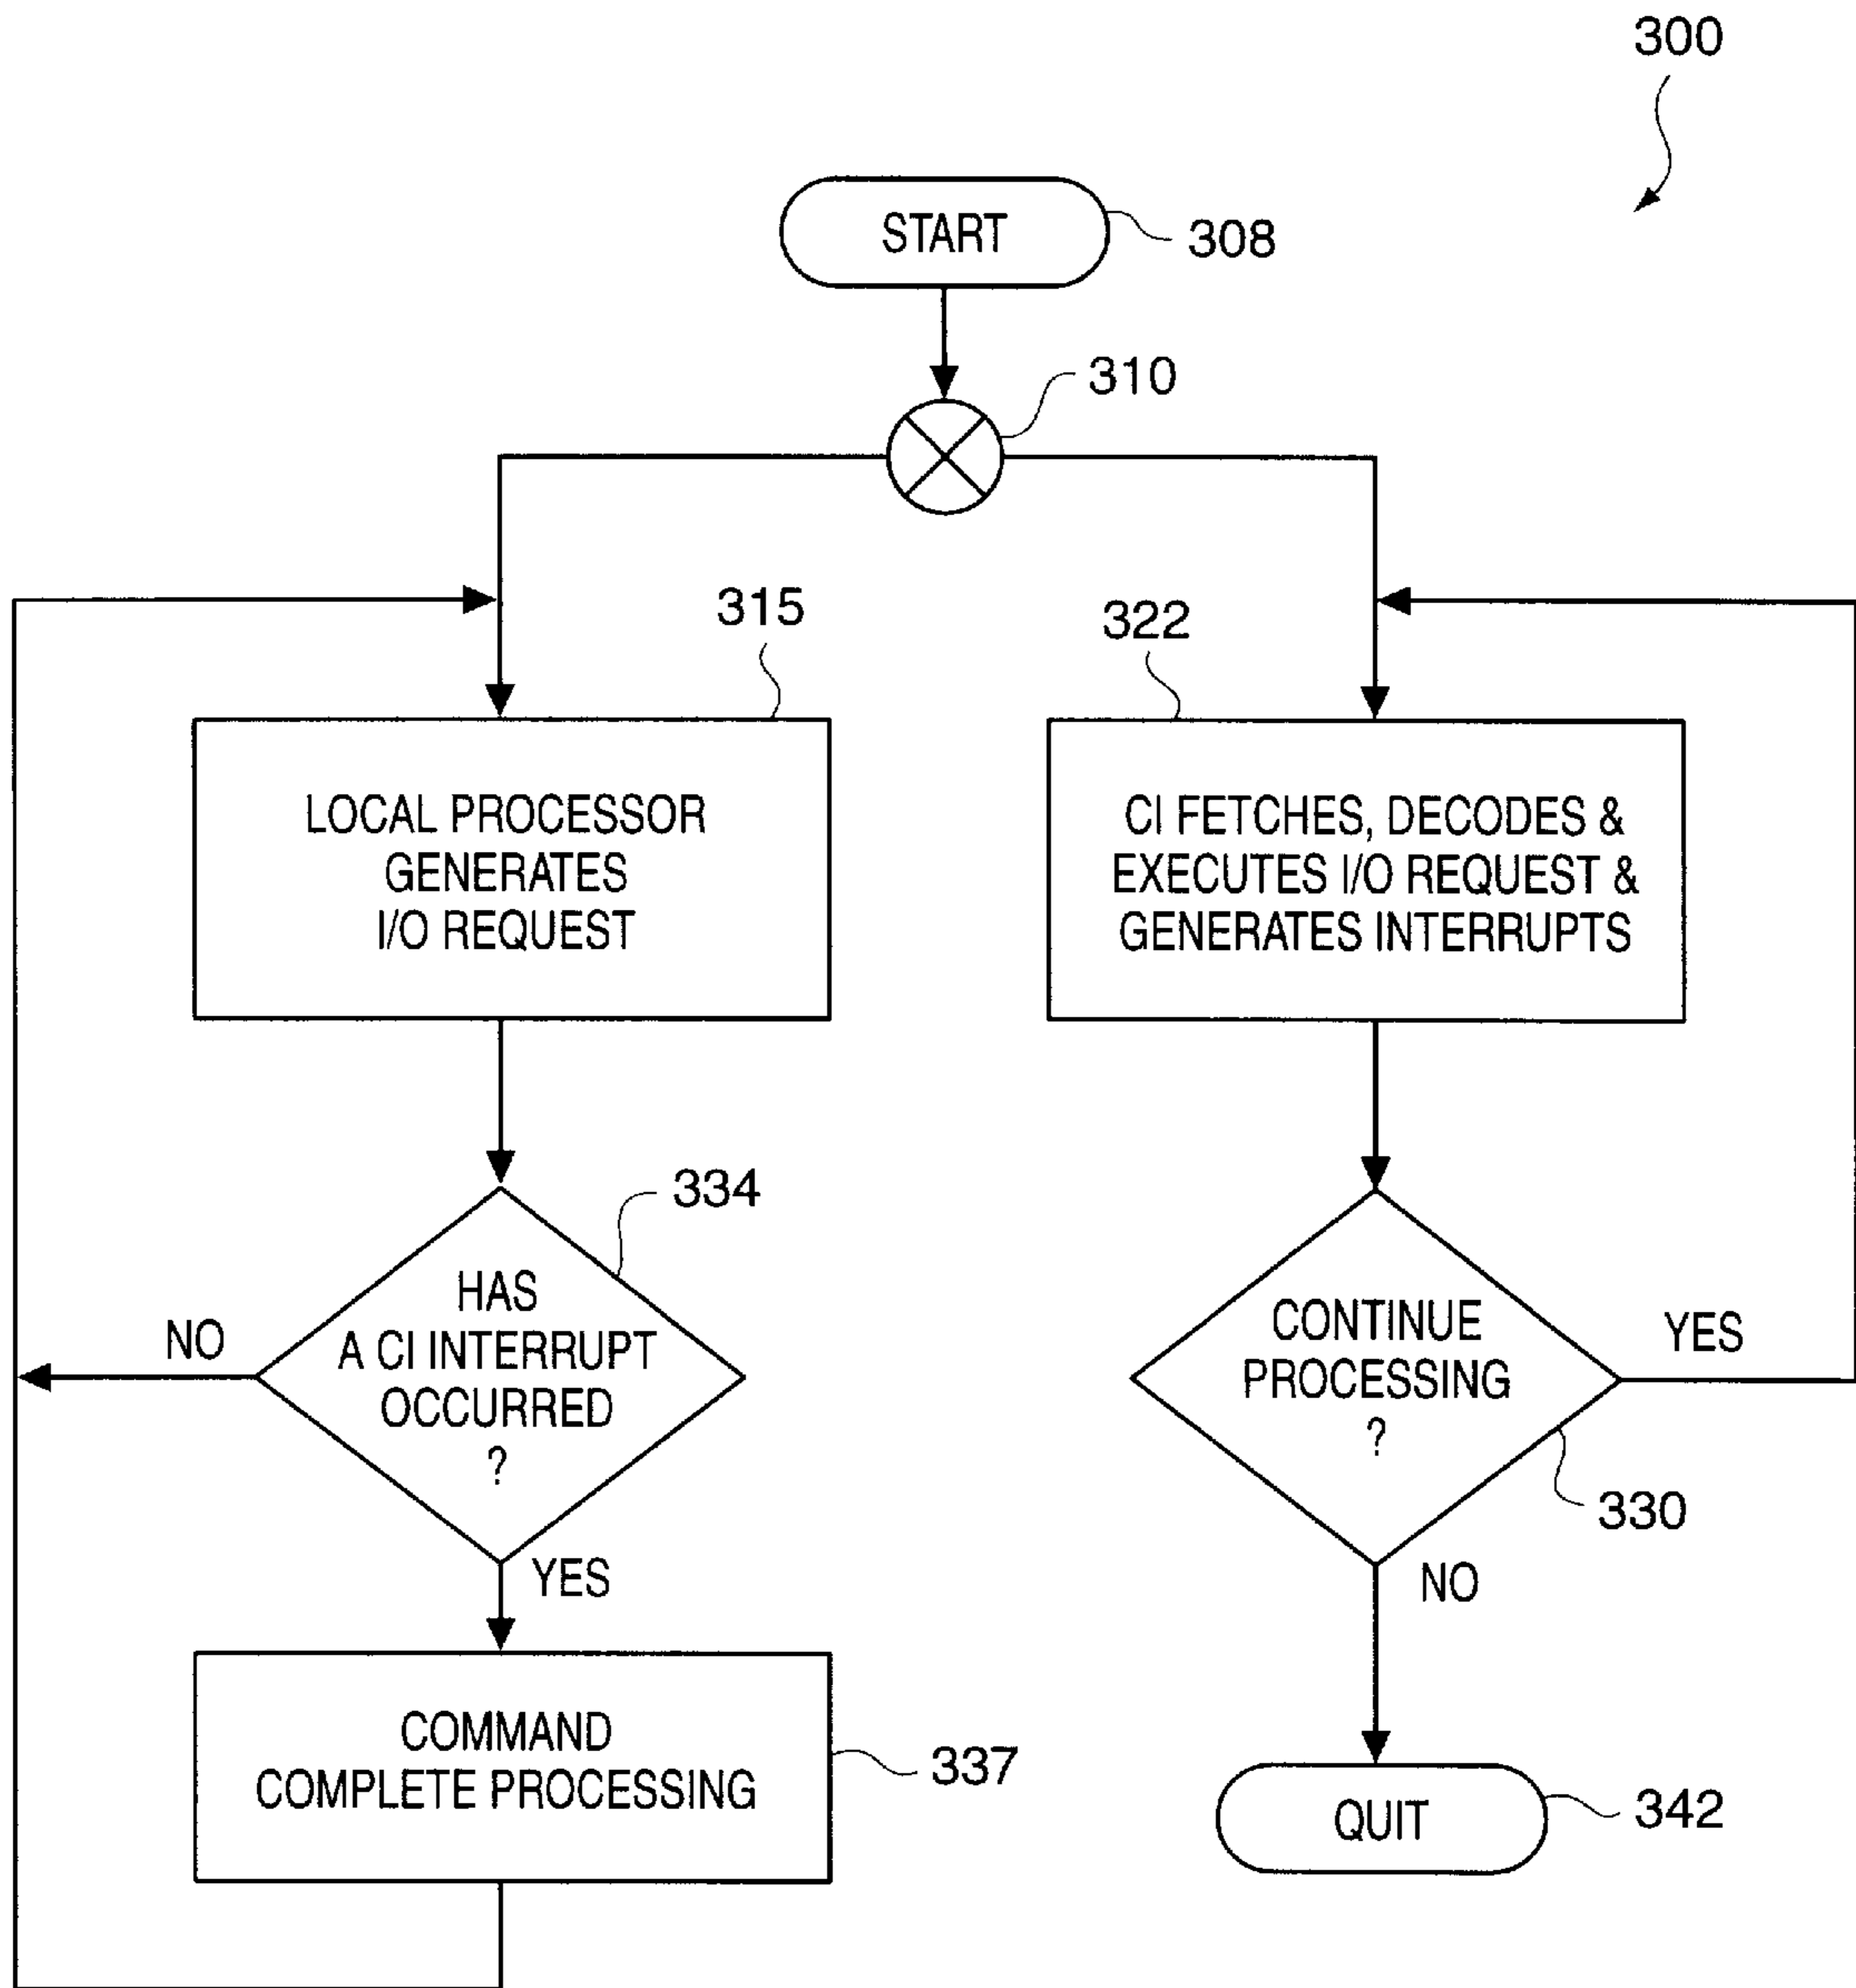 300
START
308
310
315
322
LOCAL PROCESSOR
GENERATES
I/O REQUEST
CI FETCHES, DECODES &
EXECUTES I/O REQUEST &
GENERATES INTERRUPTS
334
HAS
A CI INTERRUPT
OCCURRED
?
NO
YES
CONTINUE
PROCESSING
?
YES
330
NO
COMMAND
COMPLETE PROCESSING
337
QUIT
342